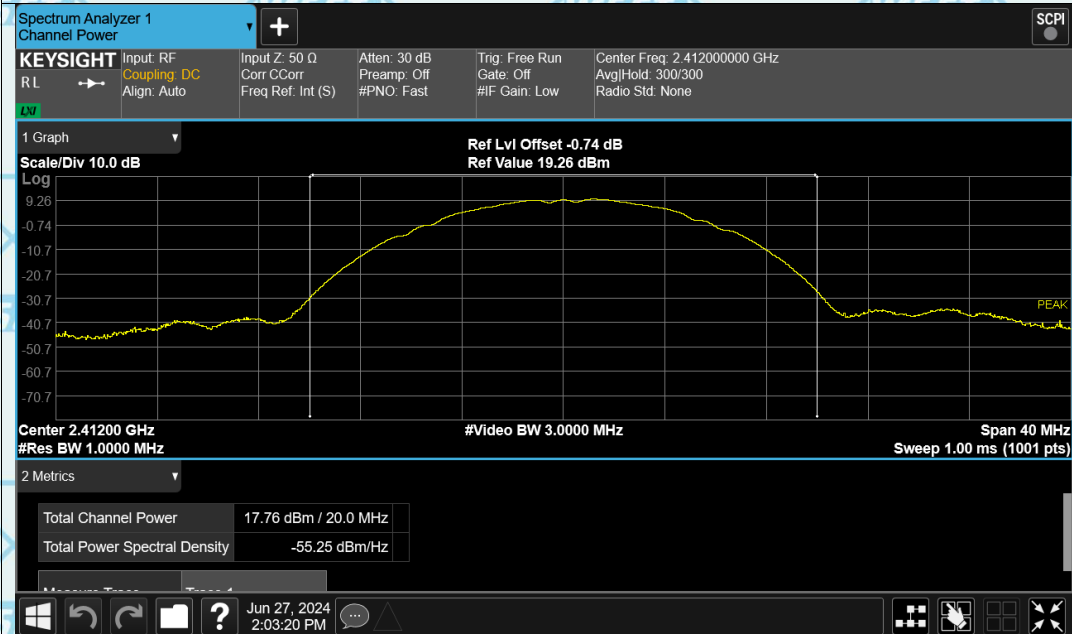 Spectrum Analyzer 1
Channel Power
+
SCPI
KEYSIGHT
R L
LXI
Input: RF
Coupling: DC
Align: Auto
Input Z: 50 Ω
Corr CCorr
Freq Ref: Int (S)
Atten: 30 dB
Preamp: Off
#PNO: Fast
Trig: Free Run
Gate: Off
#IF Gain: Low
Center Freq: 2.412000000 GHz
Avg|Hold: 300/300
Radio Std: None
1 Graph
Scale/Div 10.0 dB
Ref Lvl Offset -0.74 dB
Ref Value 19.26 dBm
Log
9.26
-0.74
-10.7
-20.7
-30.7
-40.7
-50.7
-60.7
-70.7
PEAK
Center 2.41200 GHz
#Video BW 3.0000 MHz
Span 40 MHz
#Res BW 1.0000 MHz
Sweep 1.00 ms (1001 pts)
2 Metrics
Total Channel Power 17.76 dBm / 20.0 MHz
Total Power Spectral Density -55.25 dBm/Hz
Measure Trace Trace 1
?
Jun 27, 2024
2:03:20 PM